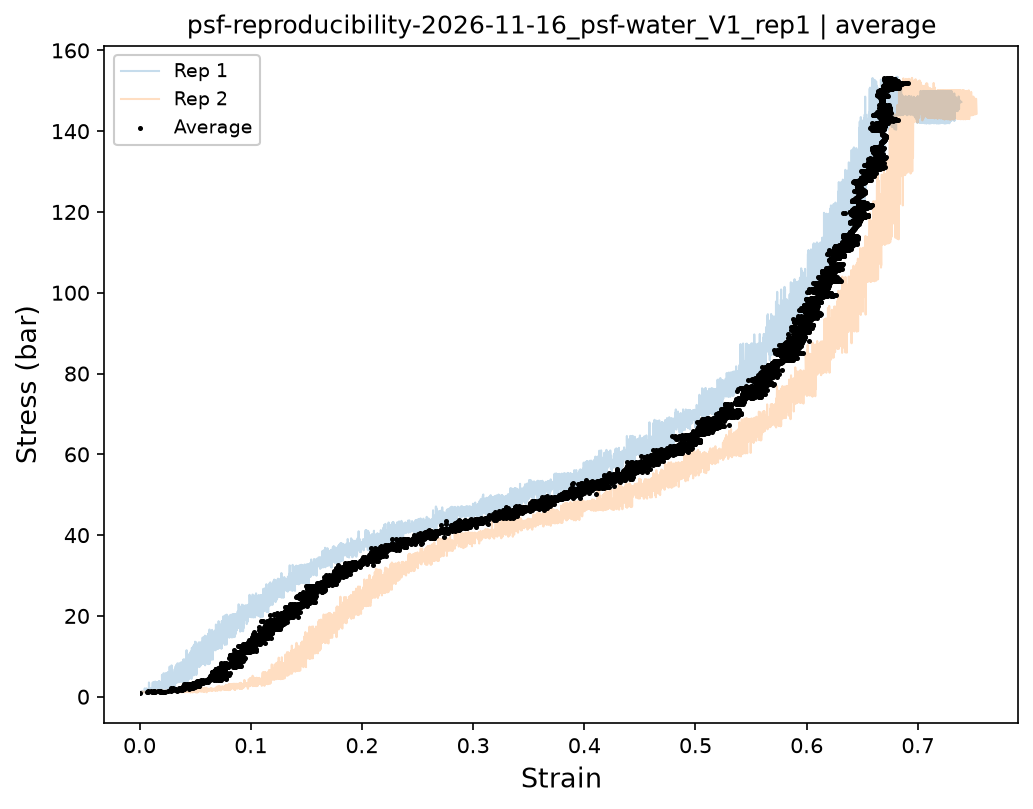 psf-reproducibility-2026-11-16_psf-water_V1_rep1 | average
Rep 1
Rep 2
Average
Stress (bar)
160
140
120
100
80
60
40
20
0
0.0 0.1 0.2 0.3 0.4 0.5 0.6 0.7
Strain